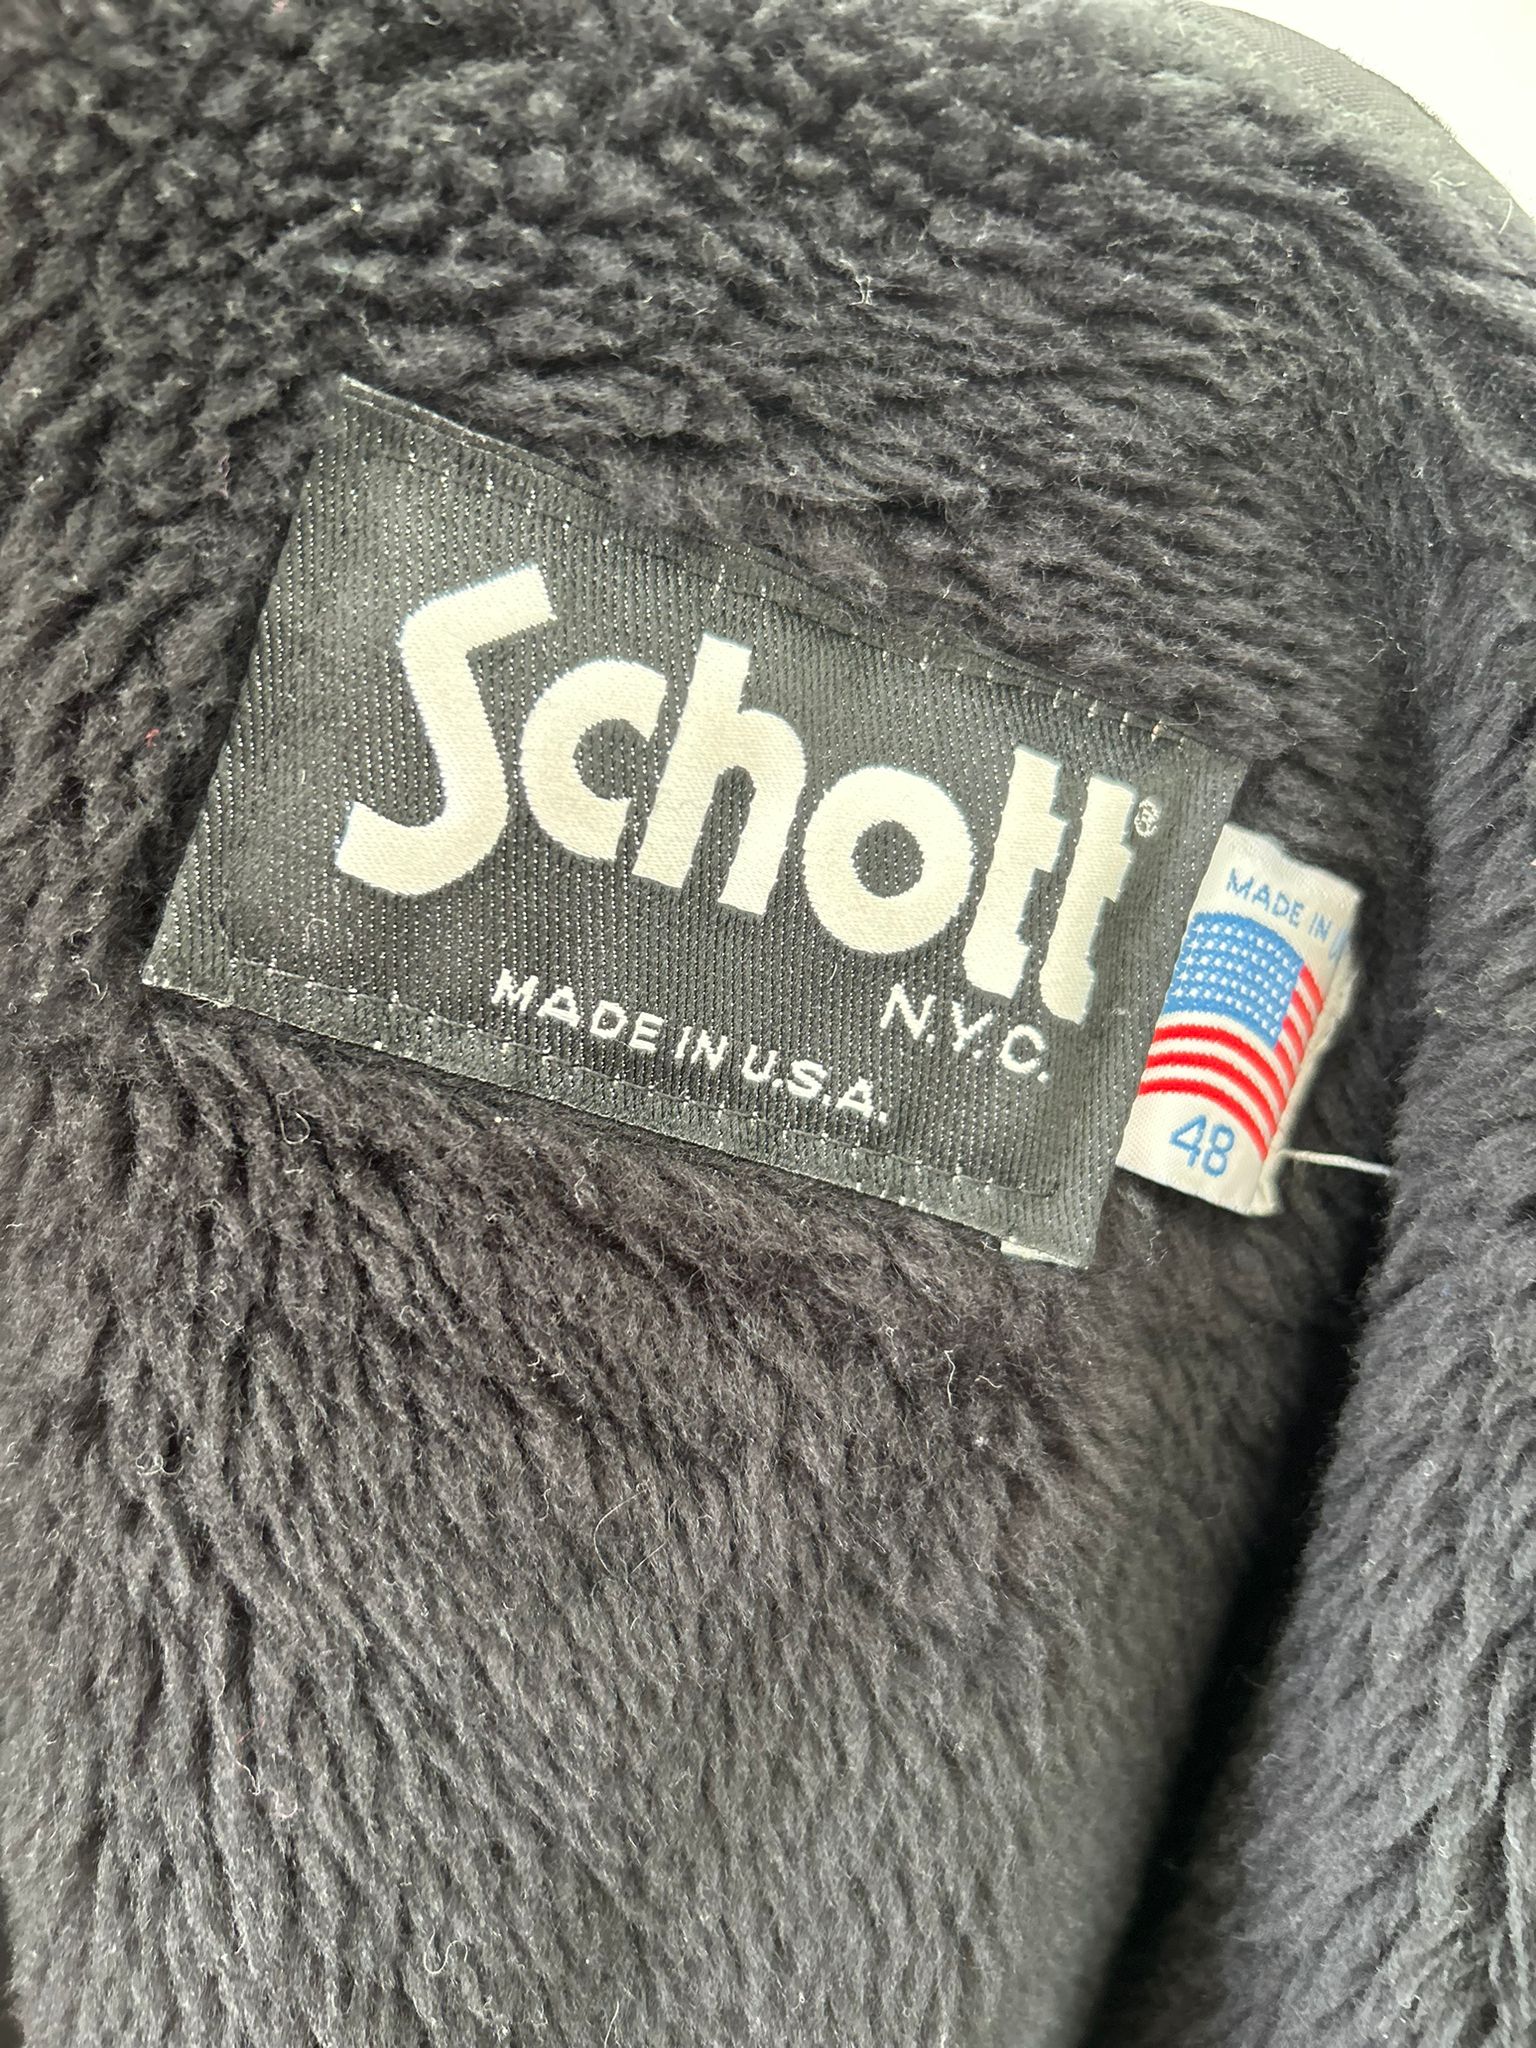 Schott®
N.Y.C.
MADE IN U.S.A.
MADE IN
48